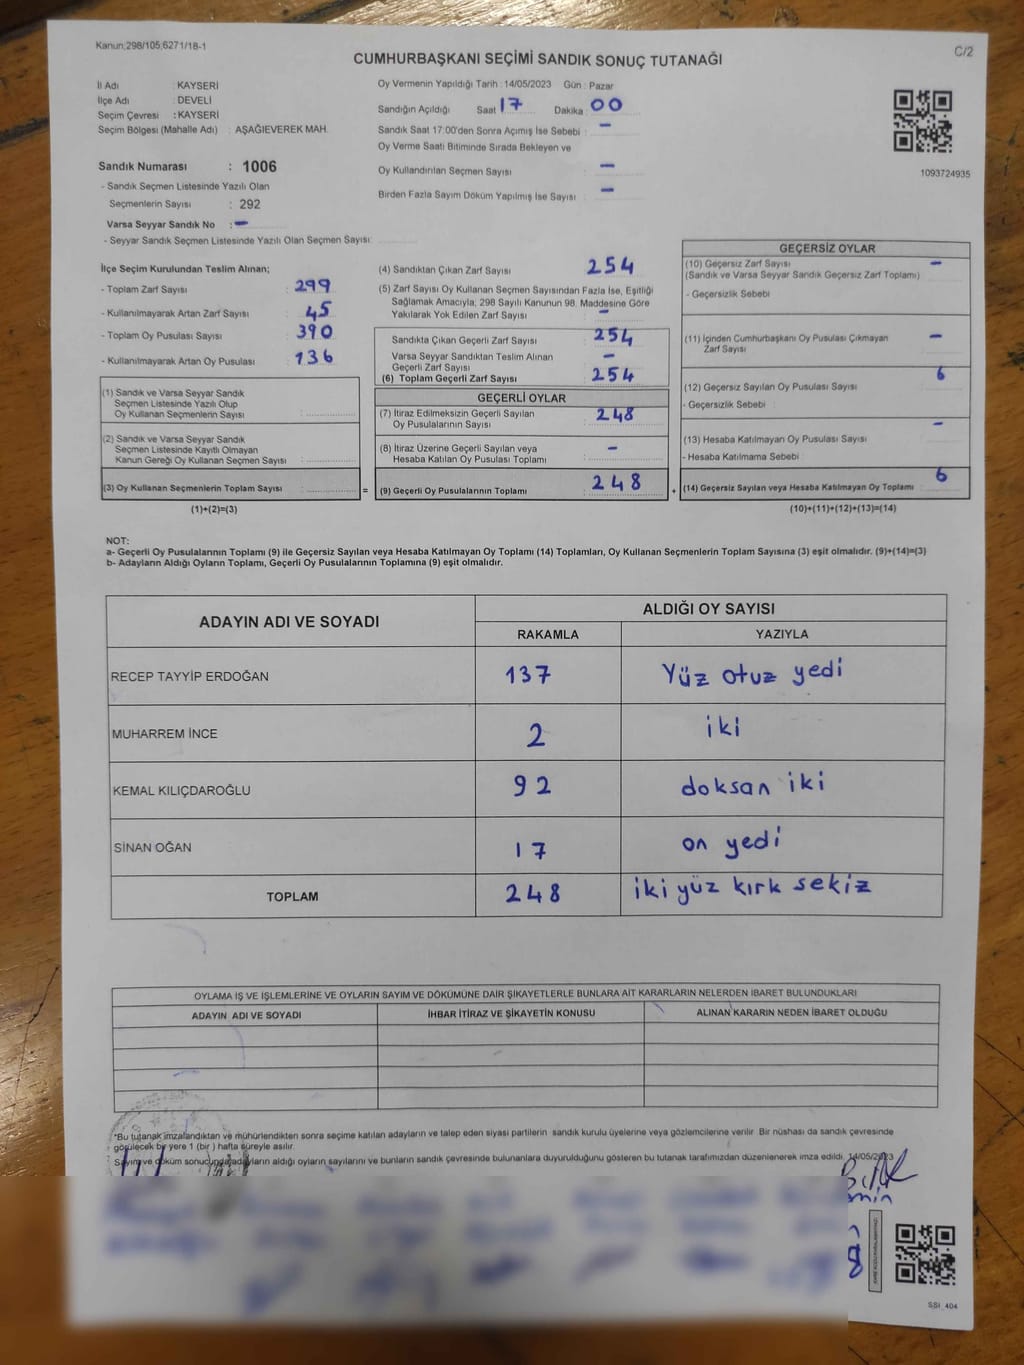 Kanun;298/105;6271/18-1
C/2
CUMHURBAŞKANI SEÇİMİ SANDIK SONUÇ TUTANAĞI
İl Adı : KAYSERİ
İlçe Adı : DEVELİ
Seçim Çevresi : KAYSERİ
Seçim Bölgesi (Mahalle Adı) : AŞAĞIEVEREK MAH.
Sandık Numarası : 1006
- Sandık Seçmen Listesinde Yazılı Olan
Seçmenlerin Sayısı : 292
Varsa Seyyar Sandık No : -
- Seyyar Sandık Seçmen Listesinde Yazılı Olan Seçmen Sayısı:
Oy Vermenin Yapıldığı Tarih : 14/05/2023 Gün : Pazar
Sandığın Açıldığı Saat 17 Dakika 00
Sandık Saat 17:00'den Sonra Açımış İse Sebebi : -
Oy Verme Saati Bitiminde Sırada Bekleyen ve
Oy Kullandırılan Seçmen Sayısı : -
Birden Fazla Sayım Döküm Yapılmış İse Sayısı : -
1093724935
İlçe Seçim Kurulundan Teslim Alınan;
- Toplam Zarf Sayısı : 299
- Kullanılmayarak Artan Zarf Sayısı : 45
- Toplam Oy Pusulası Sayısı : 390
- Kullanılmayarak Artan Oy Pusulası : 136
(1) Sandık ve Varsa Seyyar Sandık
Seçmen Listesinde Yazılı Olup
Oy Kullanan Seçmenlerin Sayısı :
(2) Sandık ve Varsa Seyyar Sandık
Seçmen Listesinde Kayıtlı Olmayan
Kanun Gereği Oy Kullanan Seçmen Sayısı :
(3) Oy Kullanan Seçmenlerin Toplam Sayısı : =
(1)+(2)=(3)
(4) Sandıktan Çıkan Zarf Sayısı : 254
(5) Zarf Sayısı Oy Kullanan Seçmen Sayısından Fazla İse, Eşitliği
Sağlamak Amacıyla; 298 Sayılı Kanunun 98. Maddesine Göre
Yakılarak Yok Edilen Zarf Sayısı : -
Sandıkta Çıkan Geçerli Zarf Sayısı : 254
Varsa Seyyar Sandıktan Teslim Alınan
Geçerli Zarf Sayısı : -
(6) Toplam Geçerli Zarf Sayısı : 254
GEÇERLİ OYLAR
(7) İtiraz Edilmeksizin Geçerli Sayılan
Oy Pusulalarının Sayısı : 248
(8) İtiraz Üzerine Geçerli Sayılan veya
Hesaba Katılan Oy Pusulası Toplamı : -
(9) Geçerli Oy Pusulalarının Toplamı : 248 +
GEÇERSİZ OYLAR
(10) Geçersiz Zarf Sayısı -
(Sandık ve Varsa Seyyar Sandık Geçersiz Zarf Toplamı) :
- Geçersizlik Sebebi :
(11) İçinden Cumhurbaşkanı Oy Pusulası Çıkmayan
Zarf Sayısı : -
(12) Geçersiz Sayılan Oy Pusulası Sayısı : 6
- Geçersizlik Sebebi :
(13) Hesaba Katılmayan Oy Pusulası Sayısı : -
- Hesaba Katılmama Sebebi :
(14) Geçersiz Sayılan veya Hesaba Katılmayan Oy Toplamı : 6
(10)+(11)+(12)+(13)=(14)
NOT:
a- Geçerli Oy Pusulalarının Toplamı (9) ile Geçersiz Sayılan veya Hesaba Katılmayan Oy Toplamı (14) Toplamları, Oy Kullanan Seçmenlerin Toplam Sayısına (3) eşit olmalıdır. (9)+(14)=(3)
b- Adayların Aldığı Oyların Toplamı, Geçerli Oy Pusulalarının Toplamına (9) eşit olmalıdır.
ADAYIN ADI VE SOYADI ALDIĞI OY SAYISI
RAKAMLA YAZIYLA
RECEP TAYYİP ERDOĞAN 137 Yüz otuz yedi
MUHARREM İNCE 2 iki
KEMAL KILIÇDAROĞLU 92 doksan iki
SİNAN OĞAN 17 on yedi
TOPLAM 248 iki yüz kırk sekiz
OYLAMA İŞ VE İŞLEMLERİNE VE OYLARIN SAYIM VE DÖKÜMÜNE DAİR ŞİKAYETLERLE BUNLARA AİT KARARLARIN NELERDEN İBARET BULUNDUKLARI
ADAYIN ADI VE SOYADI İHBAR İTİRAZ VE ŞİKAYETİN KONUSU ALINAN KARARIN NEDEN İBARET OLDUĞU
*Bu tutanak imzalandıktan ve mühürlendikten sonra seçime katılan adayların ve talep eden siyasi partilerin sandık kurulu üyelerine veya gözlemcilerine verilir. Bir nüshası da sandık çevresinde
görülecek bir yere 1 (bir ) hafta süreyle asılır.
Sayım ve döküm sonucunda adayların aldığı oyların sayılarını ve bunların sandık çevresinde bulunanlara duyurulduğunu gösteren bu tutanak tarafımızdan düzenlenerek imza edildi. 14/05/2023
SSİ_404